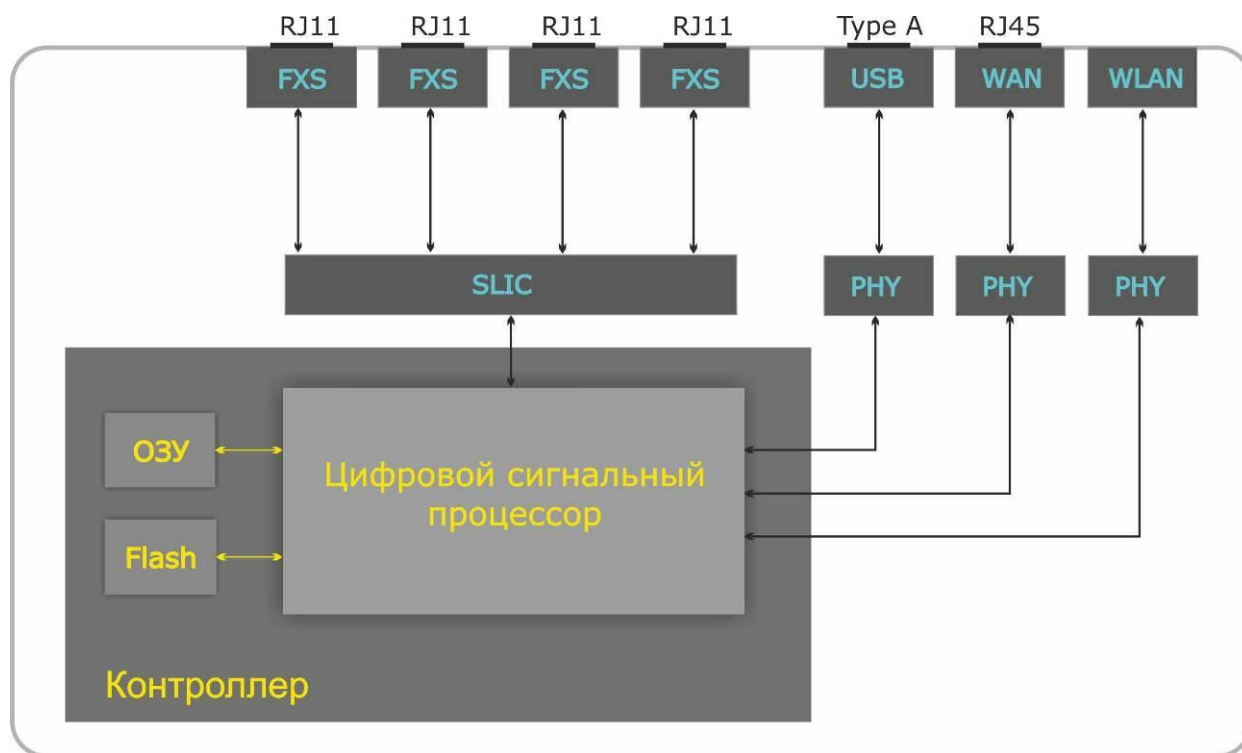 RJ11 RJ11 RJ11 RJ11 Type A RJ45
FXS FXS FXS FXS USB WAN WLAN
SLIC PHY PHY PHY
ОЗУ
Цифровой сигнальный
процессор
Flash
Контроллер